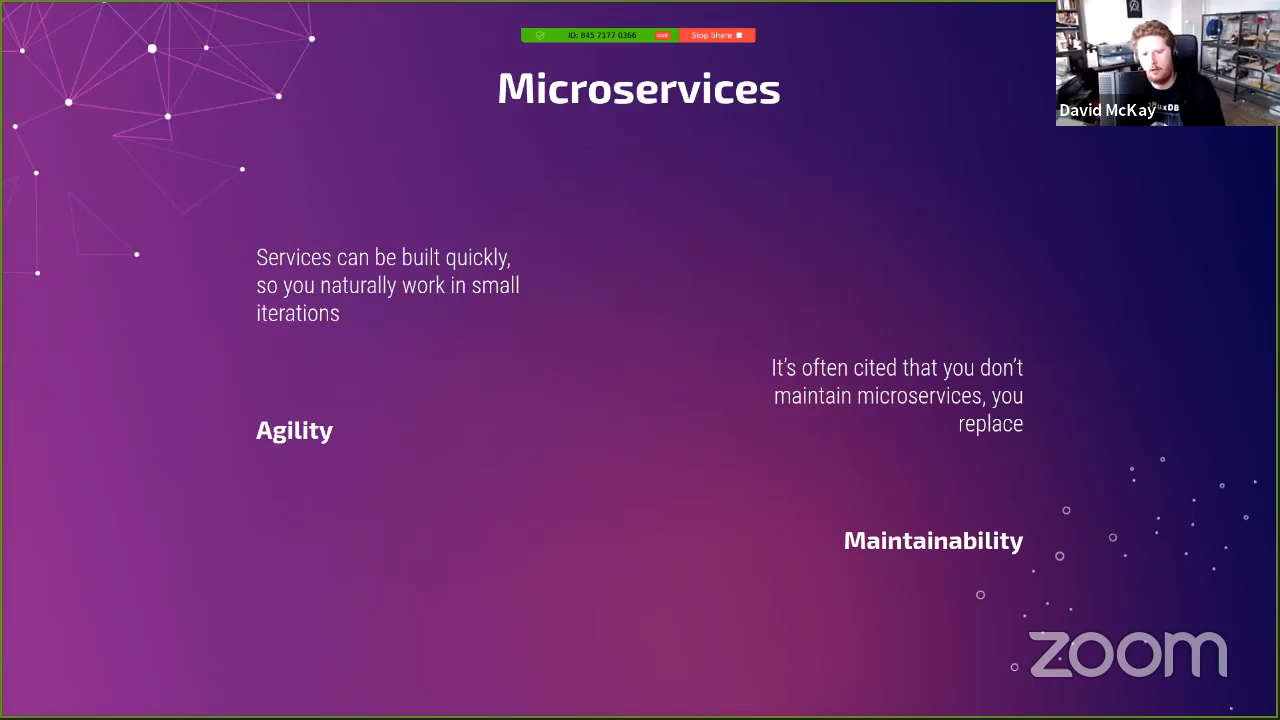 ID: 845 7177 0366 LIVE Stop Share
Microservices
David McKay
Services can be built quickly,
so you naturally work in small
iterations
Agility
It's often cited that you don't
maintain microservices, you
replace
Maintainability
zoom